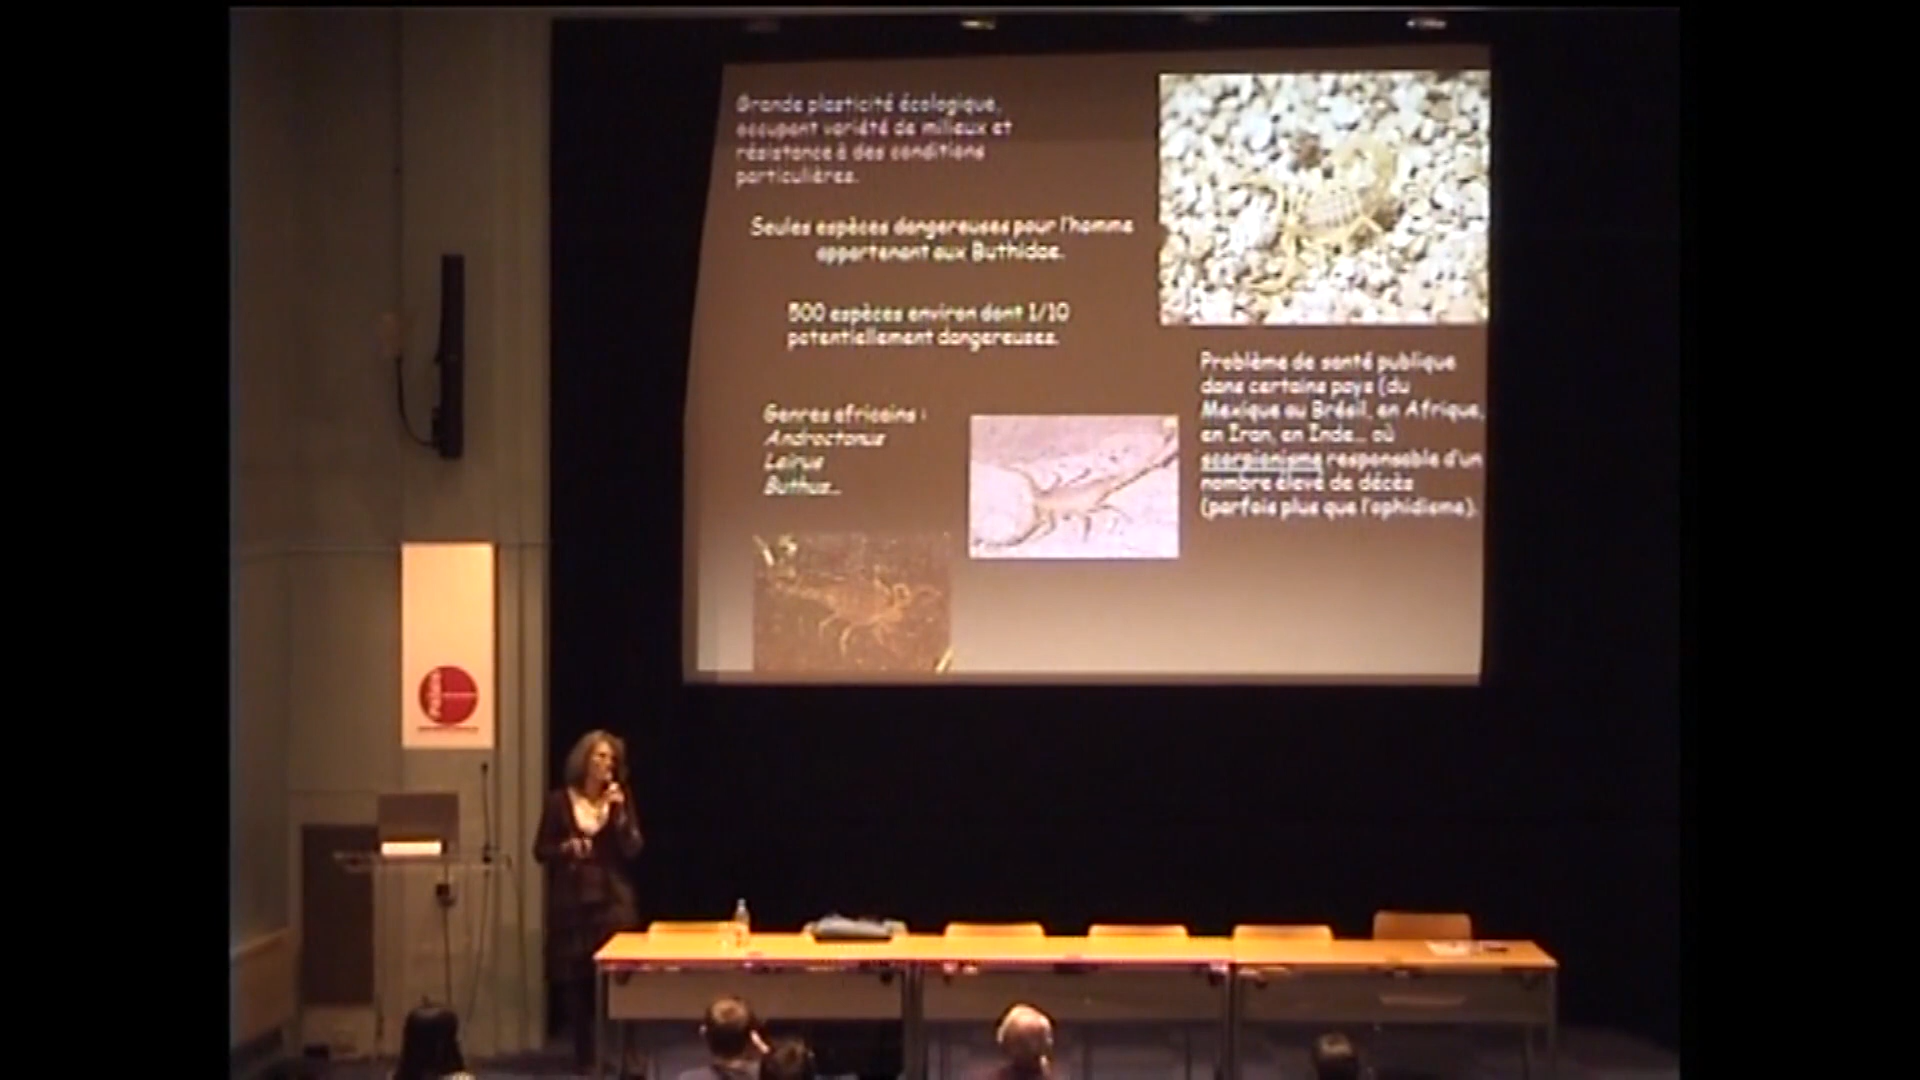 Grande plasticité écologique,
occupant variété de milieux et
résistance à des conditions
particulières.
Seules espèces dangereuses pour l'homme
appartenant aux Buthidae.
500 espèces environ dont 1/10
potentiellement dangereuses.
Genres africains :
Androctonus
Leirus
Buthus...
Problème de santé publique
dans certains pays (du
Mexique au Brésil, en Afrique,
en Iran, en Inde... où
scorpionisme responsable d'un
nombre élevé de décès
(parfois plus que l'ophidisme).